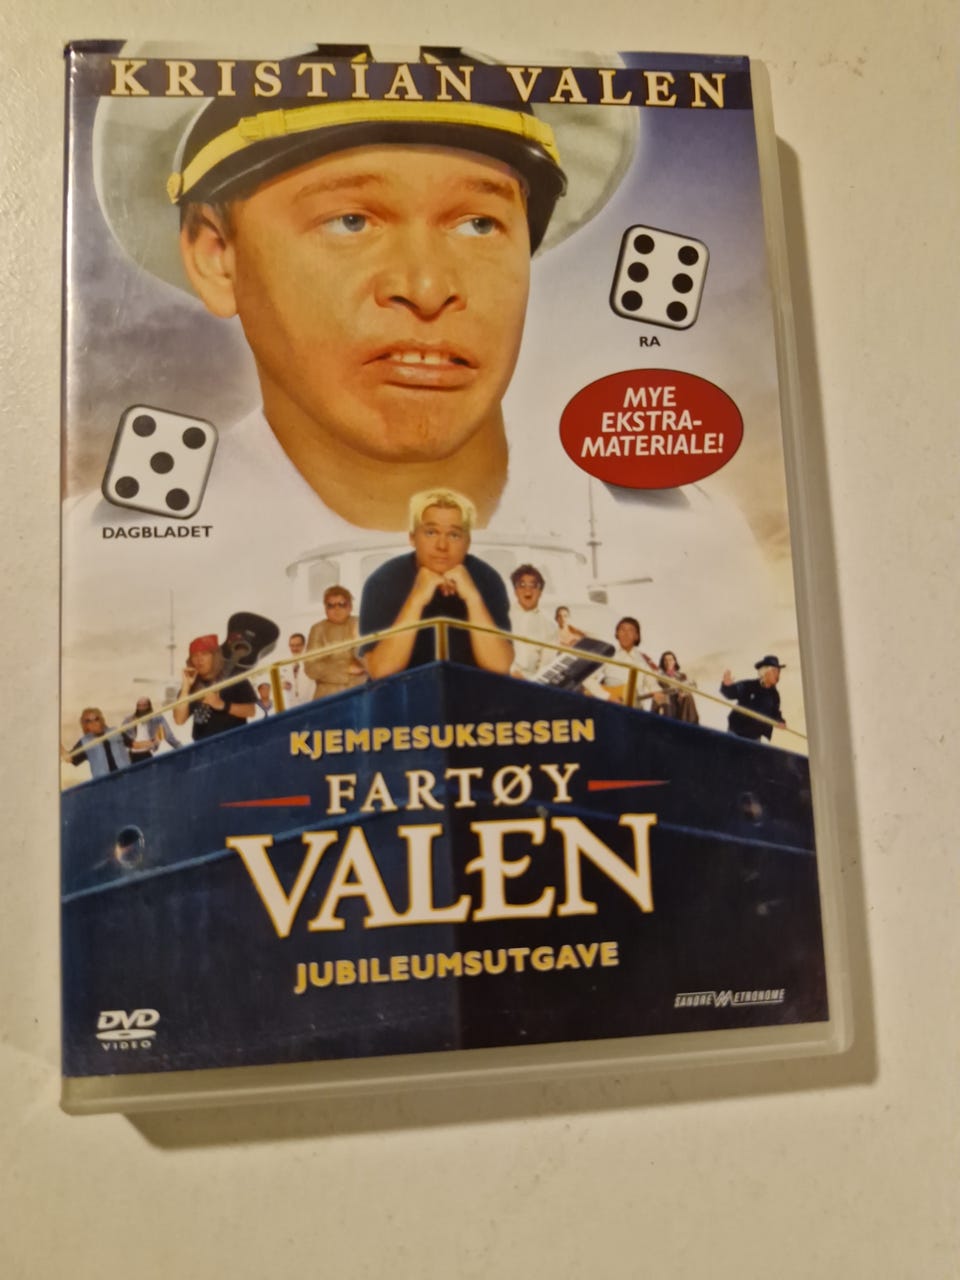 KRISTIAN VALEN
RA
MYE
EKSTRA-
MATERIALE!
DAGBLADET
KJEMPESUKSESSEN
FARTØY
VALEN
JUBILEUMSUTGAVE
SANDREW METRONOME
DVD
VIDEO